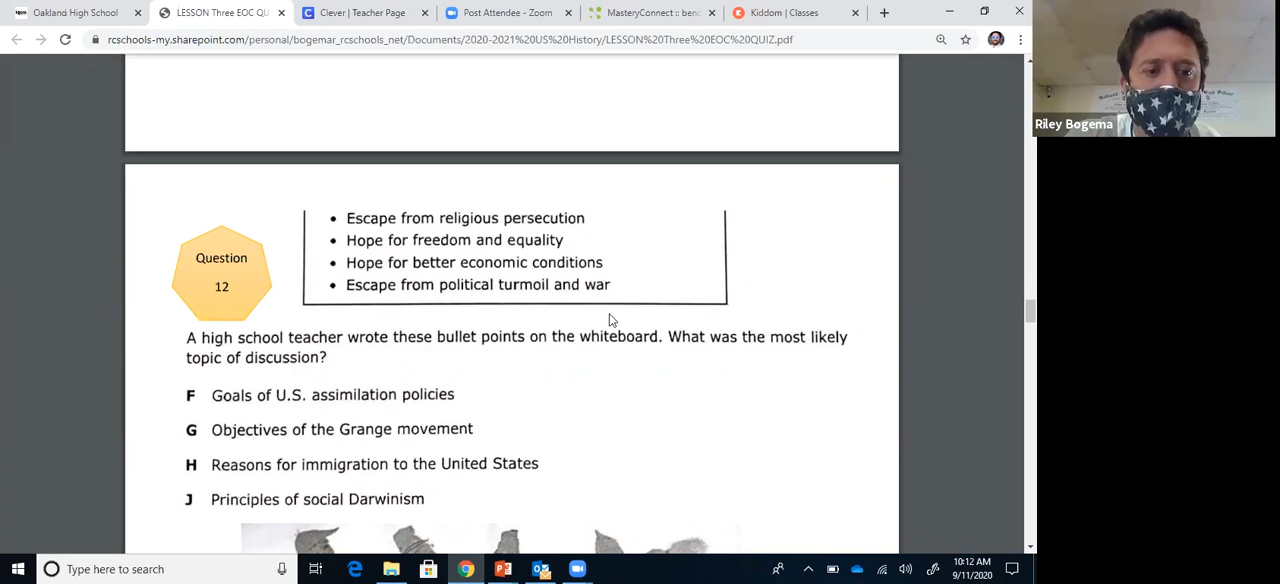 Oakland High School
LESSON Three EOC QU
Clever | Teacher Page
Post Attendee - Zoom
MasteryConnect :: benc
Kiddom | Classes
rcschools-my.sharepoint.com/personal/bogemar_rcschools_net/Documents/2020-2021%20US%20History/LESSON%20Three%20EOC%20QUIZ.pdf
Riley Bogema
• Escape from religious persecution
• Hope for freedom and equality
• Hope for better economic conditions
• Escape from political turmoil and war
Question
12
A high school teacher wrote these bullet points on the whiteboard. What was the most likely
topic of discussion?
F Goals of U.S. assimilation policies
G Objectives of the Grange movement
H Reasons for immigration to the United States
J Principles of social Darwinism
Type here to search
10:12 AM
9/11/2020